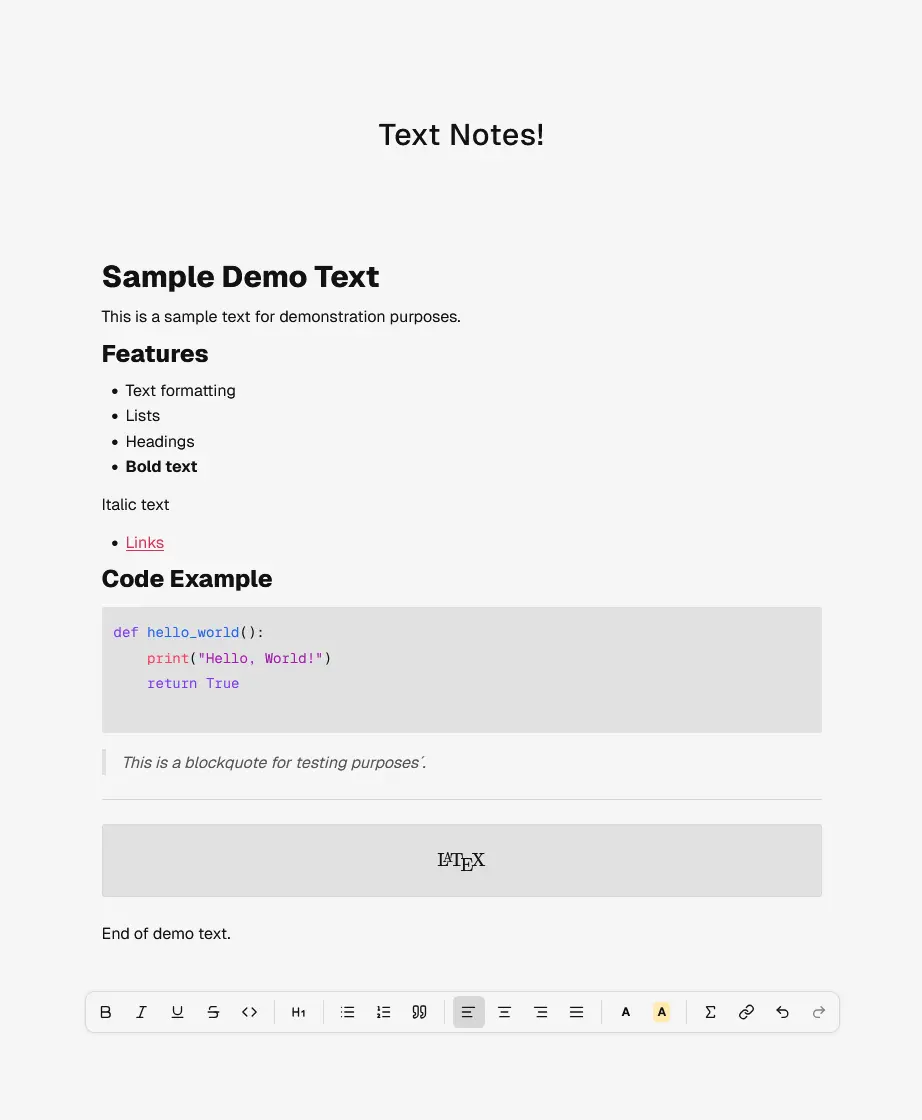 Text Notes!
Sample Demo Text
This is a sample text for demonstration purposes.
Features
• Text formatting
• Lists
• Headings
• Bold text
Italic text
• Links
Code Example
def hello_world():
    print("Hello, World!")
    return True
This is a blockquote for testing purposes´.
LATEX
End of demo text.
B I U S <> H1 A A Σ